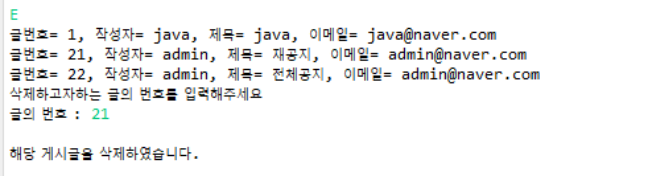 E
글번호= 1, 작성자= java, 제목= java, 이메일= java@naver.com
글번호= 21, 작성자= admin, 제목= 재공지, 이메일= admin@naver.com
글번호= 22, 작성자= admin, 제목= 전체공지, 이메일= admin@naver.com
삭제하고자하는 글의 번호를 입력해주세요
글의 번호 : 21
해당 게시글을 삭제하였습니다.